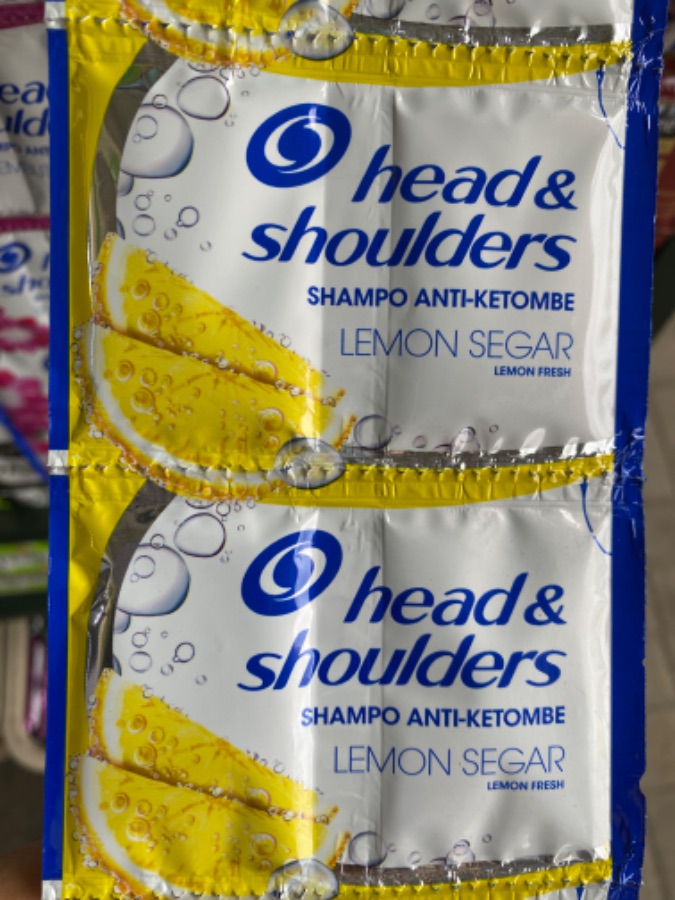 head &
shoulders
SHAMPO ANTI-KETOMBE
LEMON SEGAR
LEMON FRESH
head &
shoulders
SHAMPO ANTI-KETOMBE
LEMON SEGAR
LEMON FRESH